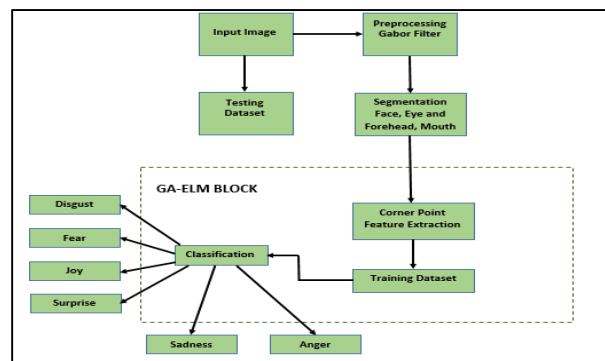 Input Image
Preprocessing
Gabor Filter
Testing
Dataset
Segmentation
Face, Eye and
Forehead, Mouth
GA-ELM BLOCK
Corner Point
Feature Extraction
Training Dataset
Classification
Disgust
Fear
Joy
Surprise
Sadness
Anger